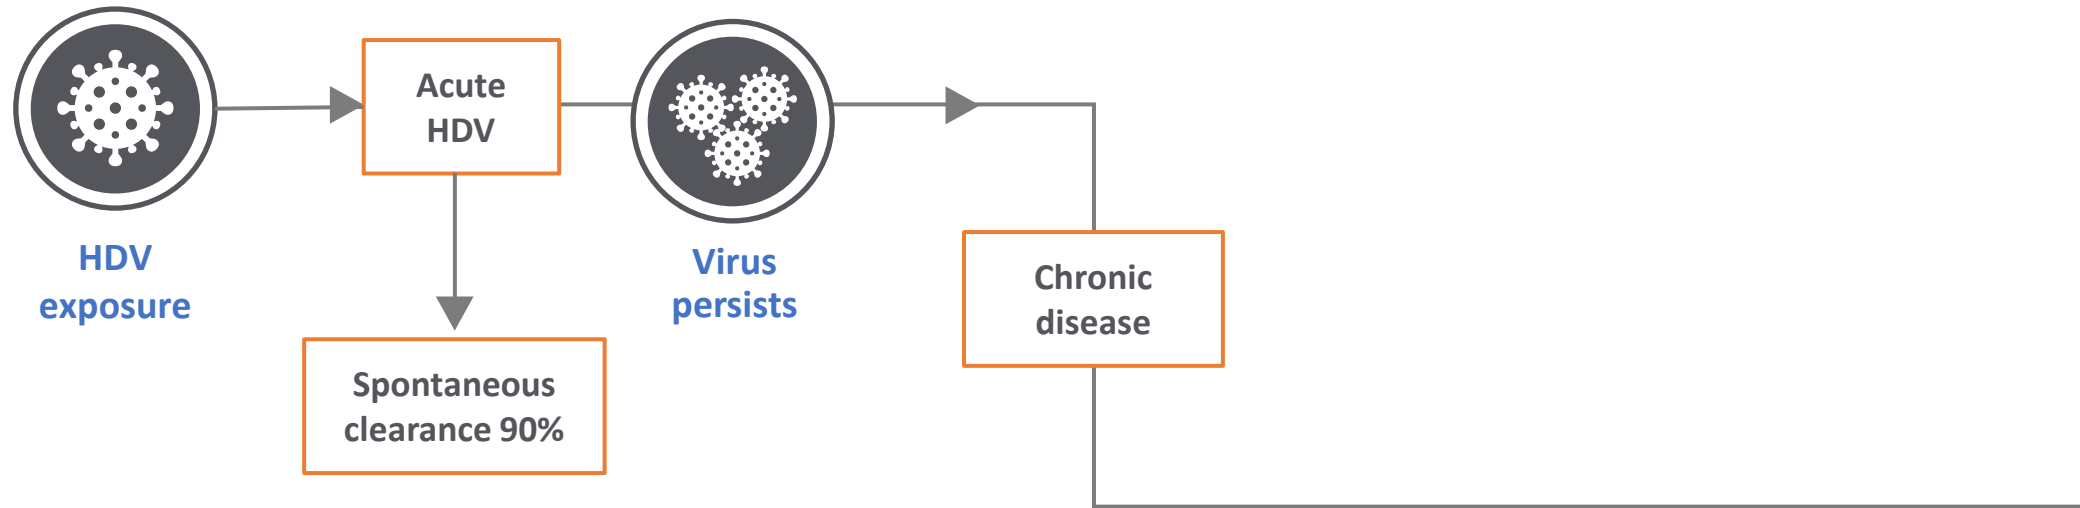 HDV
exposure
Acute
HDV
Spontaneous
clearance 90%
Virus
persists
Chronic
disease